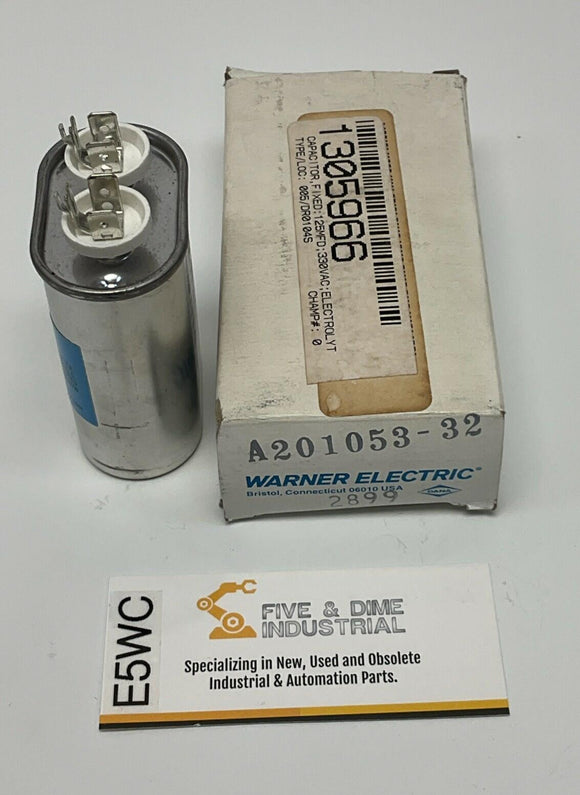 1305966
CAPACITOR,FIXED;125MFD;330VAC;ELECTROLYT
TYPE/LOC: 005/DR0104S
CHAMP#: 0
A201053-32
WARNER ELECTRIC®
Bristol, Connecticut 06010 USA
2899
DANA
E5WC
FIVE & DIME
INDUSTRIAL
Specializing in New, Used and Obsolete
Industrial & Automation Parts.